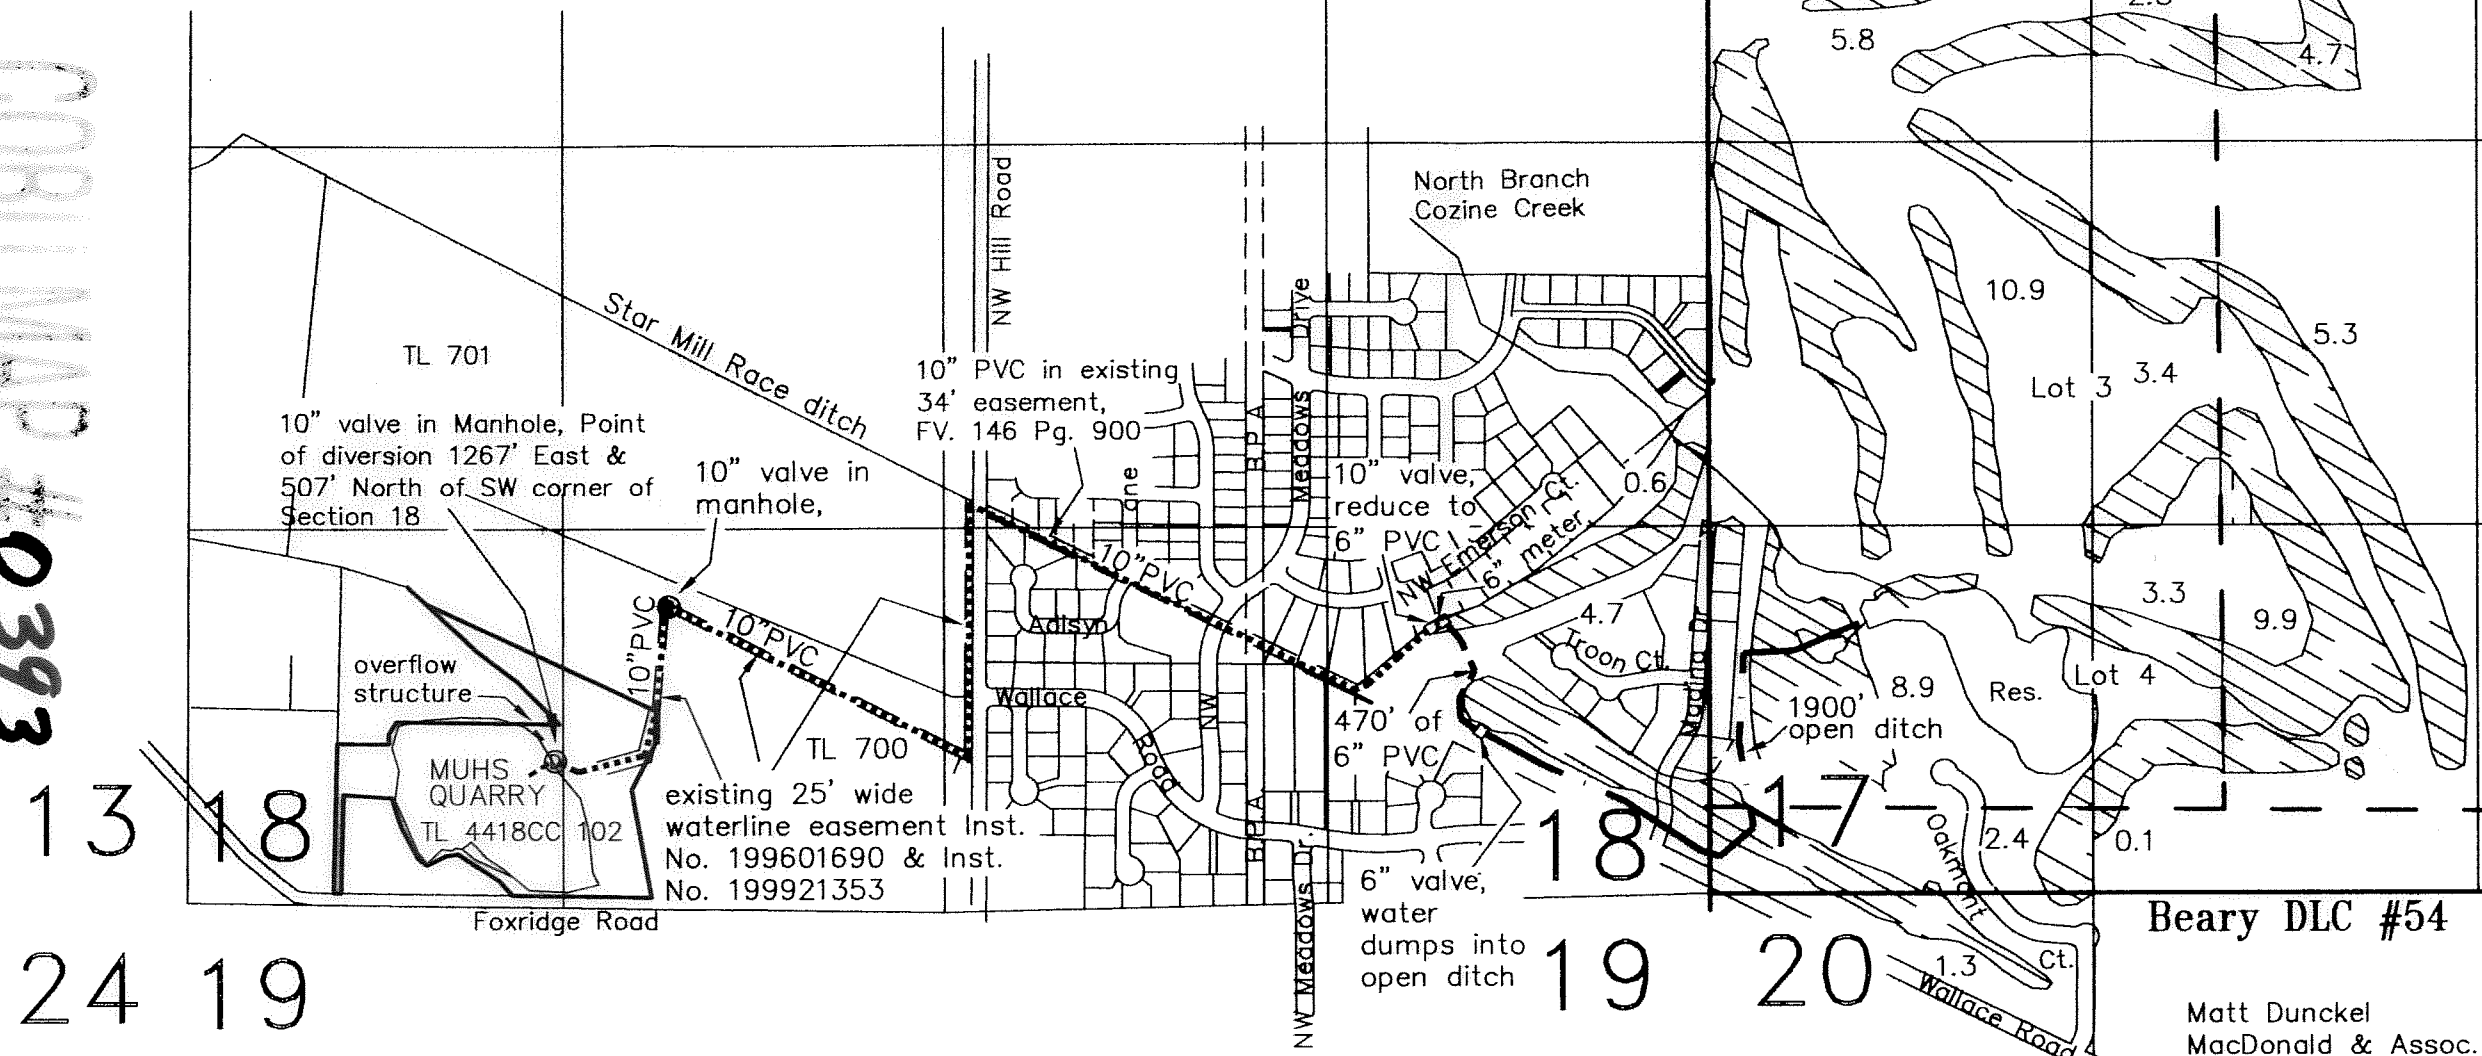 COBU MAP #0393
5.8
4.7
North Branch
Cozine Creek
NW Hill Road
10.9
5.3
Star Mill Race ditch
TL 701
Drive
Lot 3
3.4
10" PVC in existing
34' easement,
FV. 146 Pg. 900
10" valve in Manhole, Point
of diversion 1267' East &
507' North of SW corner of
Section 18
10" valve in
manhole,
B.P.A.
Meadows
10" valve,
reduce to
6" PVC
0.6
NW Emerson Ct.
6" meter
10"PVC
10"PVC
10"PVC
Adisyn
4.7
Troon Ct.
Madina Dr
3.3
9.9
overflow
structure
Wallace
Road
NW
470' of
6" PVC
1900'
open ditch
8.9
Res.
Lot 4
TL 700
MUHS
QUARRY
TL 4418CC 102
existing 25' wide
waterline easement Inst.
No. 199601690 & Inst.
No. 199921353
B.P.A.
13 18
18 17
Oakmont
Ct.
2.4
0.1
6" valve,
water
dumps into
open ditch
Foxridge Road
NW Meadows Dr.
Beary DLC #54
24 19
19 20
1.3
Wallace Road
Matt Dunckel
MacDonald & Assoc.